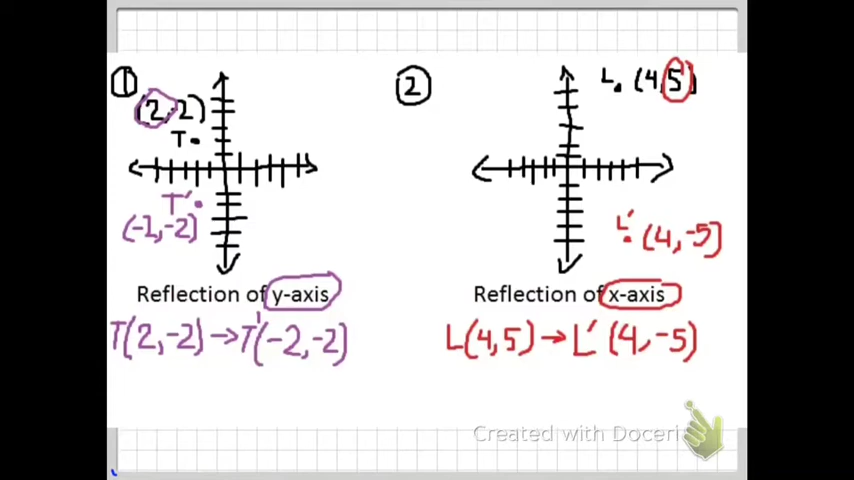 ①
(2,-2)
T
T'
(-2,-2)
Reflection of y-axis
T(2,-2)→T'(-2,-2)
②
L (4,5)
L' (4,-5)
Reflection of x-axis
L(4,5)→L'(4,-5)
Created with Doceri